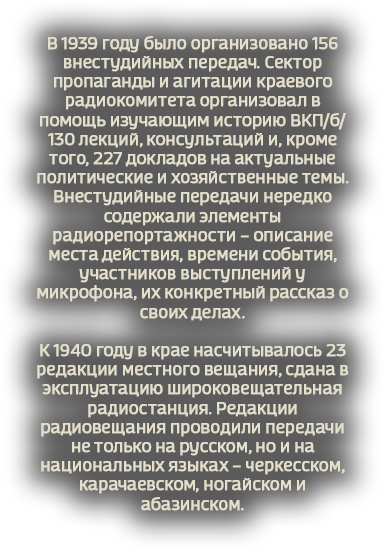 В 1939 году было организовано 156
внестудийных передач. Сектор
пропаганды и агитации краевого
радиокомитета организовал в
помощь изучающим историю ВКП/б/
130 лекций, консультаций и, кроме
того, 227 докладов на актуальные
политические и хозяйственные темы.
Внестудийные передачи нередко
содержали элементы
радиорепортажности – описание
места действия, времени события,
участников выступлений у
микрофона, их конкретный рассказ о
своих делах.
К 1940 году в крае насчитывалось 23
редакции местного вещания, сдана в
эксплуатацию широковещательная
радиостанция. Редакции
радиовещания проводили передачи
не только на русском, но и на
национальных языках – черкесском,
карачаевском, ногайском и
абазинском.